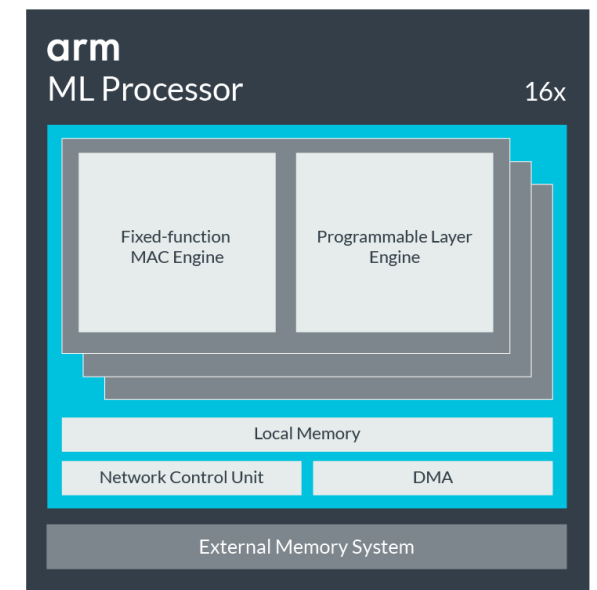 arm
ML Processor
16x
Fixed-function
MAC Engine
Programmable Layer
Engine
Local Memory
Network Control Unit
DMA
External Memory System